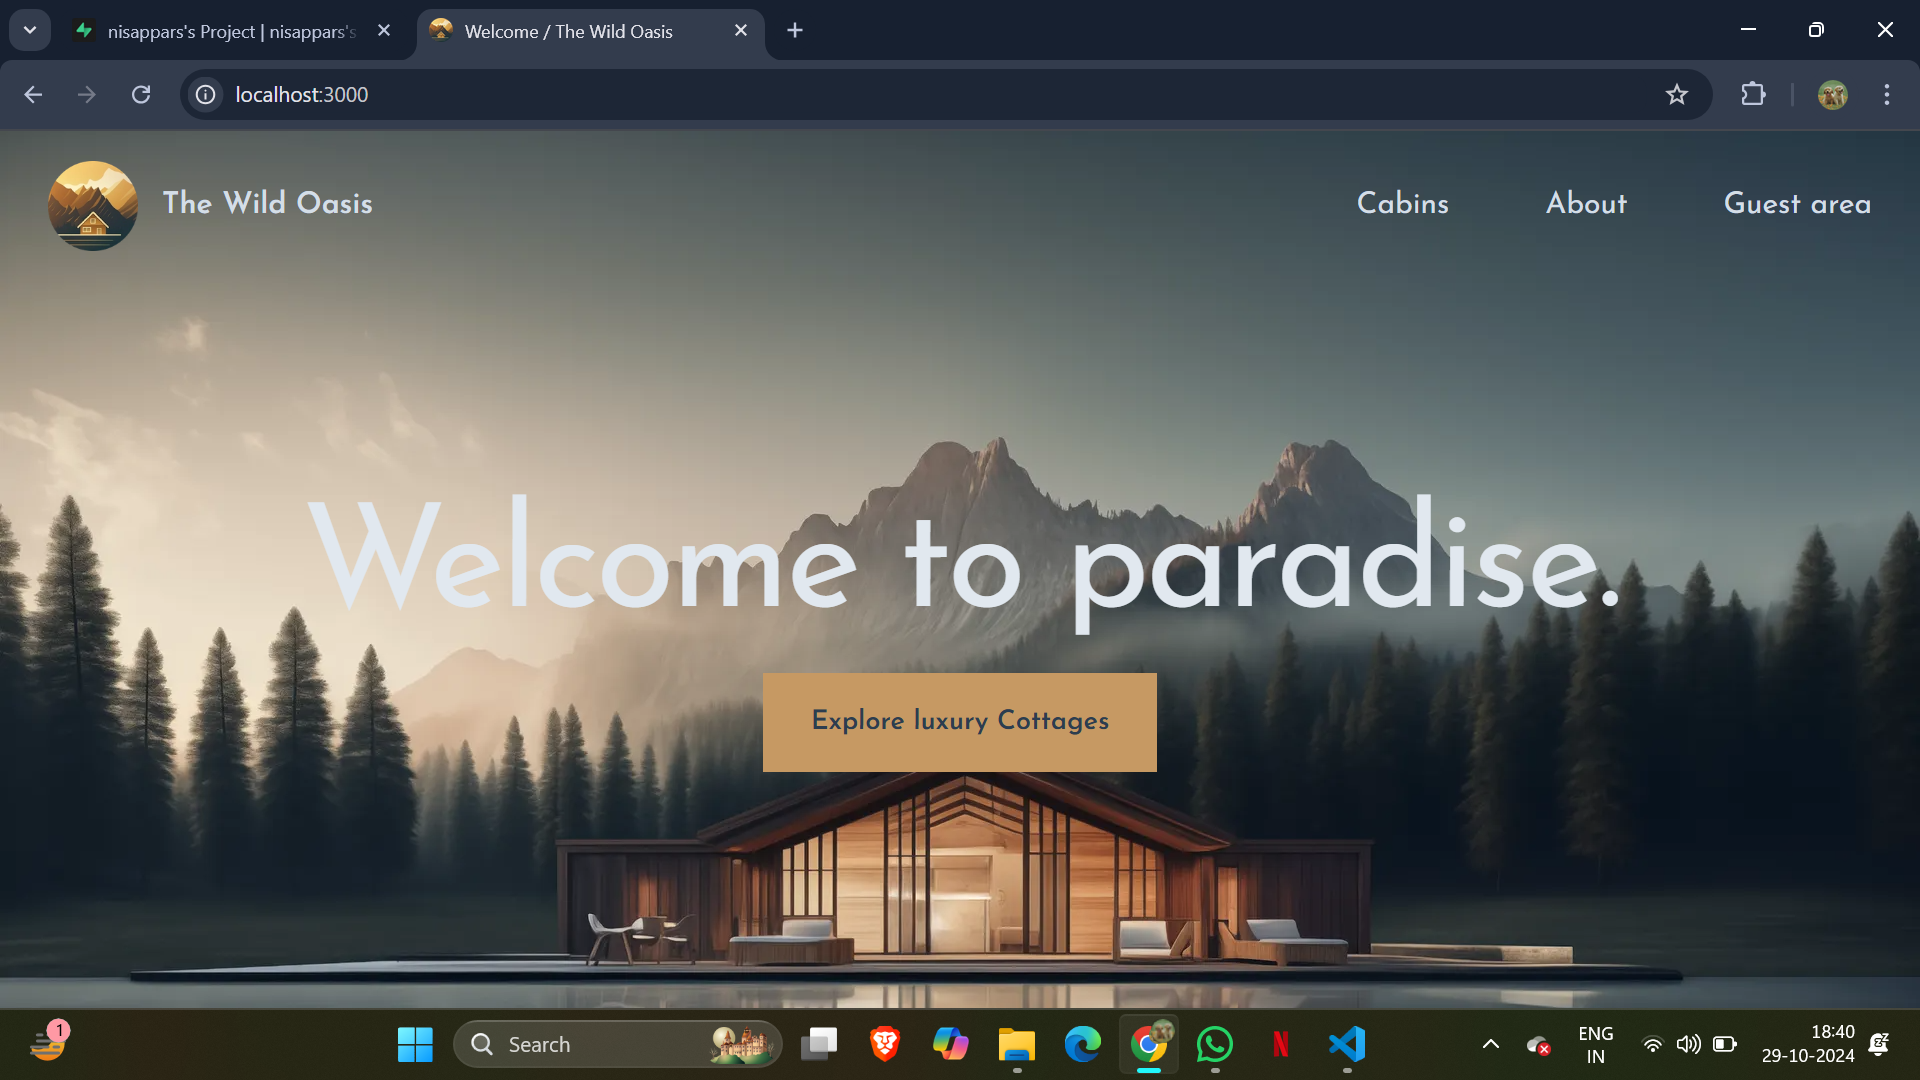 nisappars's Project | nisappars's
Welcome / The Wild Oasis
localhost:3000
The Wild Oasis
Cabins
About
Guest area
Welcome to paradise.
Explore luxury Cottages
1
Search
N
ENG
IN
18:40
29-10-2024